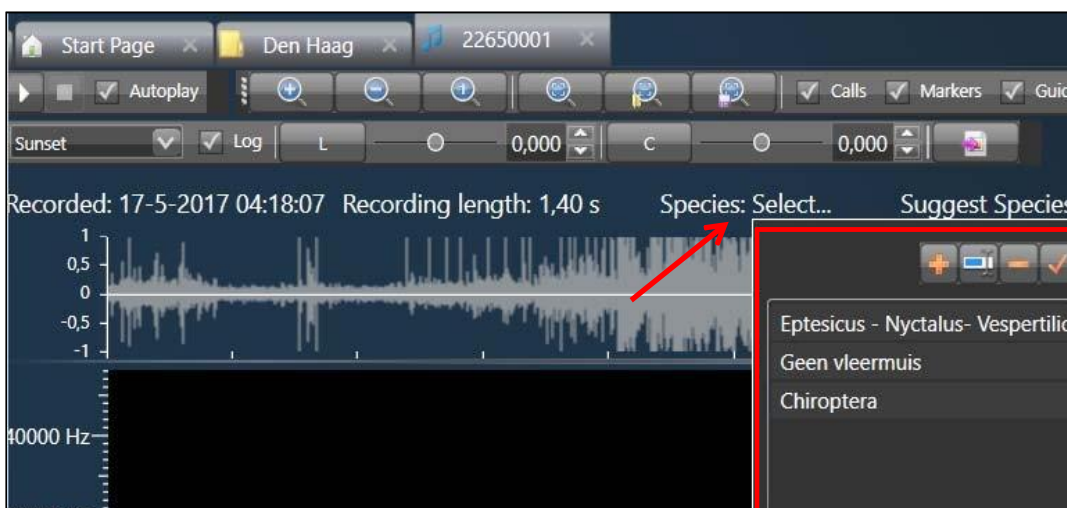 Start Page Den Haag 22650001
Autoplay Calls Markers Guid
Sunset Log L 0,000 C 0,000
Recorded: 17-5-2017 04:18:07 Recording length: 1,40 s Species: Select... Suggest Species
1
0,5
0
-0,5
-1
Eptesicus - Nyctalus- Vespertilio
Geen vleermuis
Chiroptera
40000 Hz